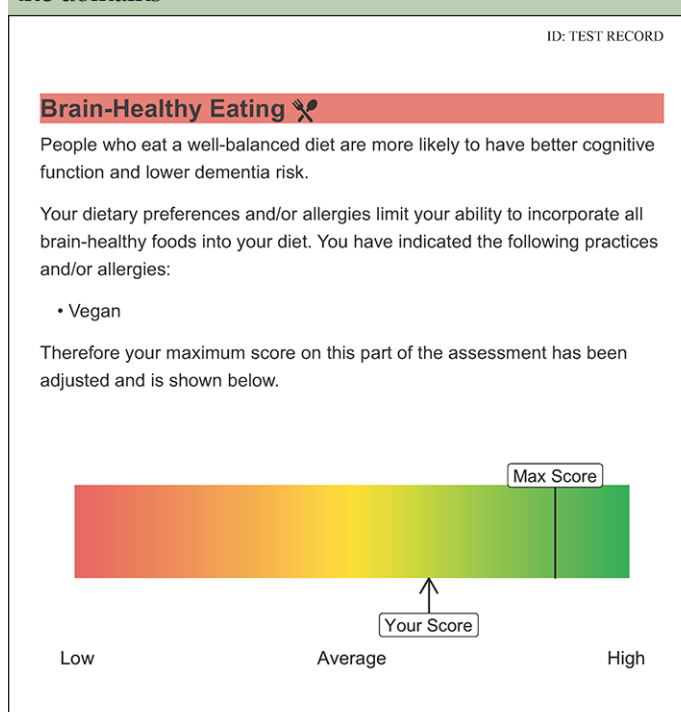 ID: TEST RECORD
Brain-Healthy Eating
People who eat a well-balanced diet are more likely to have better cognitive
function and lower dementia risk.
Your dietary preferences and/or allergies limit your ability to incorporate all
brain-healthy foods into your diet. You have indicated the following practices
and/or allergies:
• Vegan
Therefore your maximum score on this part of the assessment has been
adjusted and is shown below.
Max Score
Your Score
Low Average High